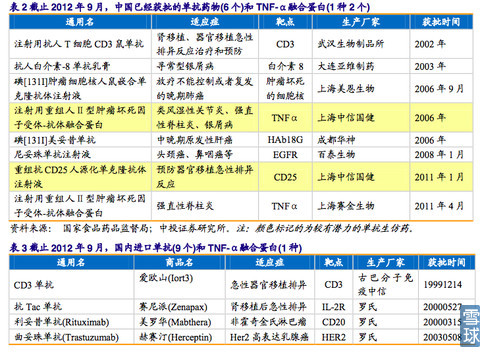 表2 截止 2012 年 9 月，中国已经获批的单抗药物(6 个)和 TNF-α融合蛋白(1 种 2 个)
通用名 适应症 靶点 生产厂家 获批时间
注射用抗人 T 细胞 CD3 鼠单抗 肾移植、器官移植急性排异反应治疗和预防 CD3 武汉生物制品所 2002 年
抗人白介素-8 单抗乳膏 寻常型银屑病 白介素 8 大连亚维制药 2003 年
碘[131I]肿瘤细胞核人鼠嵌合单克隆抗体注射液 放疗不能控制或者复发的晚期肺癌 肿瘤坏死的细胞核 上海美恩生物 2006 年 9 月
注射用重组人Ⅱ型肿瘤坏死因子受体-抗体融合蛋白 类风湿性关节炎、强直性脊柱炎、银屑病 TNFα 上海中信国健 2006 年
碘[131I]美妥昔单抗 中晚期原发性肝癌 HAb18G 成都华神 2006 年
尼妥珠单抗注射液 头颈癌、鼻咽癌等 EGFR 百泰生物 2008 年 1 月
重组抗CD25人源化单克隆抗体注射液 预防器官移植急性排异反应 CD25 上海中信国健 2011 年 1 月
注射用重组人Ⅱ型肿瘤坏死因子受体-抗体融合蛋白 强直性脊柱炎 TNFα 上海赛金生物 2011 年 4 月
资料来源： 国家食品药品监督局；中投证券研究所。注：颜色标记的为较有潜力的单抗生物药。
表3 截止 2012 年 9 月，国内进口单抗(9 个)和 TNF-α融合蛋白(1 种)
通用名 商品名 适应症 靶点 生产厂家 获批时间
CD3 单抗 爱欧山(Iort3) 急性器官移植排异 CD3 古巴分子免疫中信 19991214
抗 Tac 单抗 赛尼派(Zenapax) 肾移植后急性排异 IL-2R 罗氏 20000527
利妥昔单抗(Rituximab) 美罗华(Mabthera) 非霍奇金氏淋巴瘤 CD20 罗氏 20000315
曲妥珠单抗(Trastuzumab) 赫赛汀(Herceptin) Her2 高表达乳腺癌 HER2 罗氏 20030508
雪球